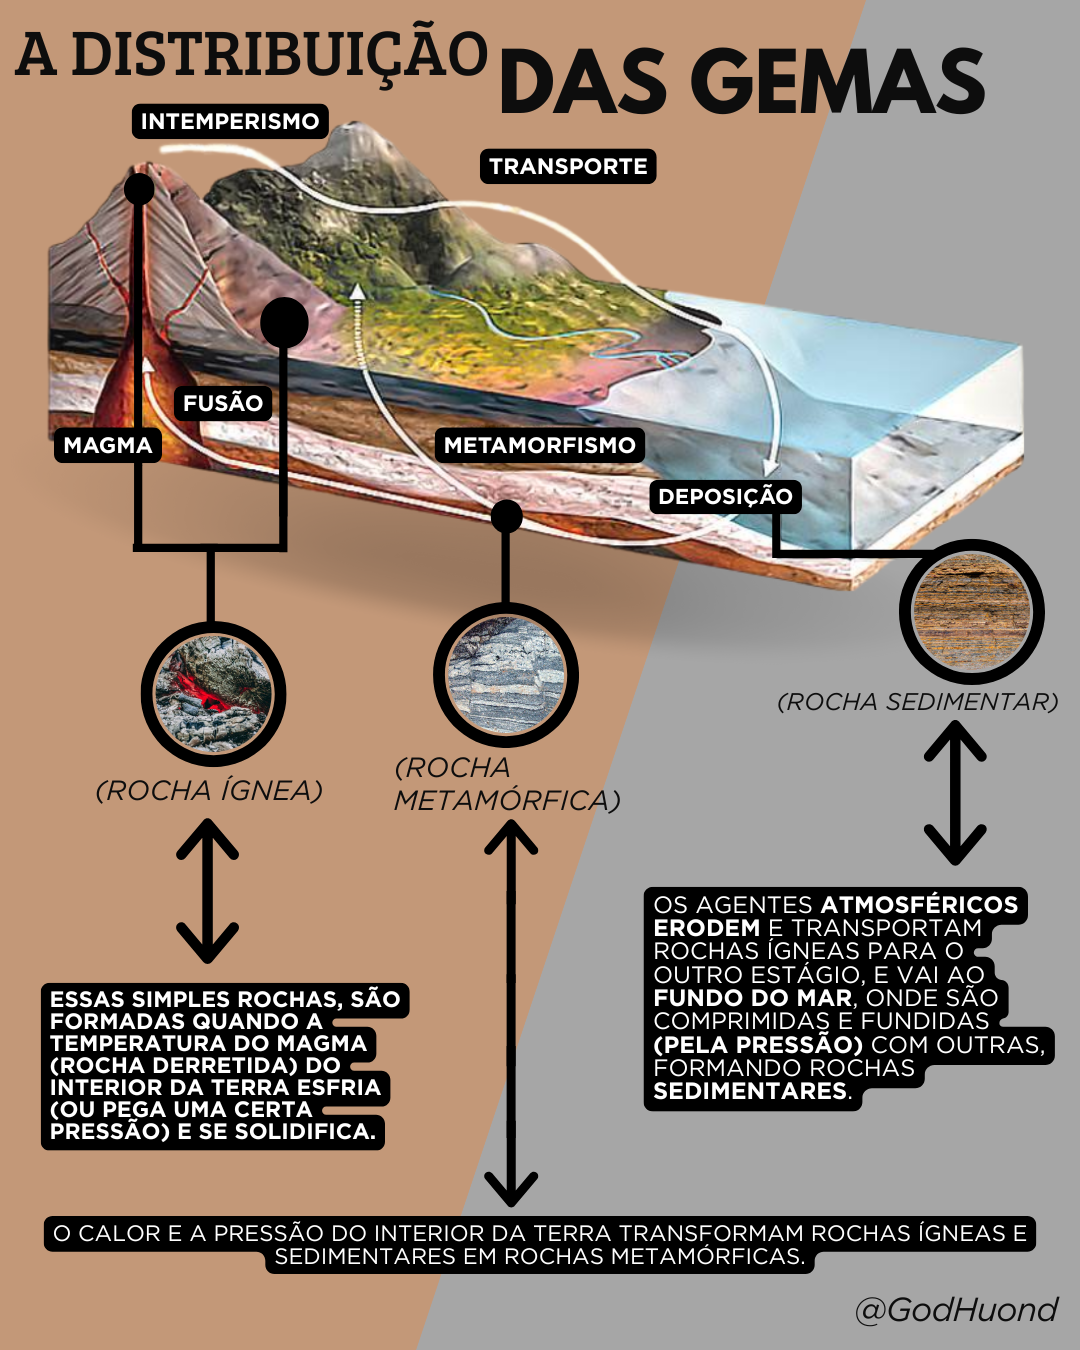 A DISTRIBUIÇÃO DAS GEMAS
INTEMPERISMO
TRANSPORTE
FUSÃO
MAGMA
METAMORFISMO
DEPOSIÇÃO
(ROCHA SEDIMENTAR)
(ROCHA ÍGNEA)
(ROCHA
METAMÓRFICA)
OS AGENTES ATMOSFÉRICOS
ERODEM E TRANSPORTAM
ROCHAS ÍGNEAS PARA O
OUTRO ESTÁGIO, E VAI AO
FUNDO DO MAR, ONDE SÃO
COMPRIMIDAS E FUNDIDAS
(PELA PRESSÃO) COM OUTRAS,
FORMANDO ROCHAS
SEDIMENTARES.
ESSAS SIMPLES ROCHAS, SÃO
FORMADAS QUANDO A
TEMPERATURA DO MAGMA
(ROCHA DERRETIDA) DO
INTERIOR DA TERRA ESFRIA
(OU PEGA UMA CERTA
PRESSÃO) E SE SOLIDIFICA.
O CALOR E A PRESSÃO DO INTERIOR DA TERRA TRANSFORMAM ROCHAS ÍGNEAS E
SEDIMENTARES EM ROCHAS METAMÓRFICAS.
@GodHuond